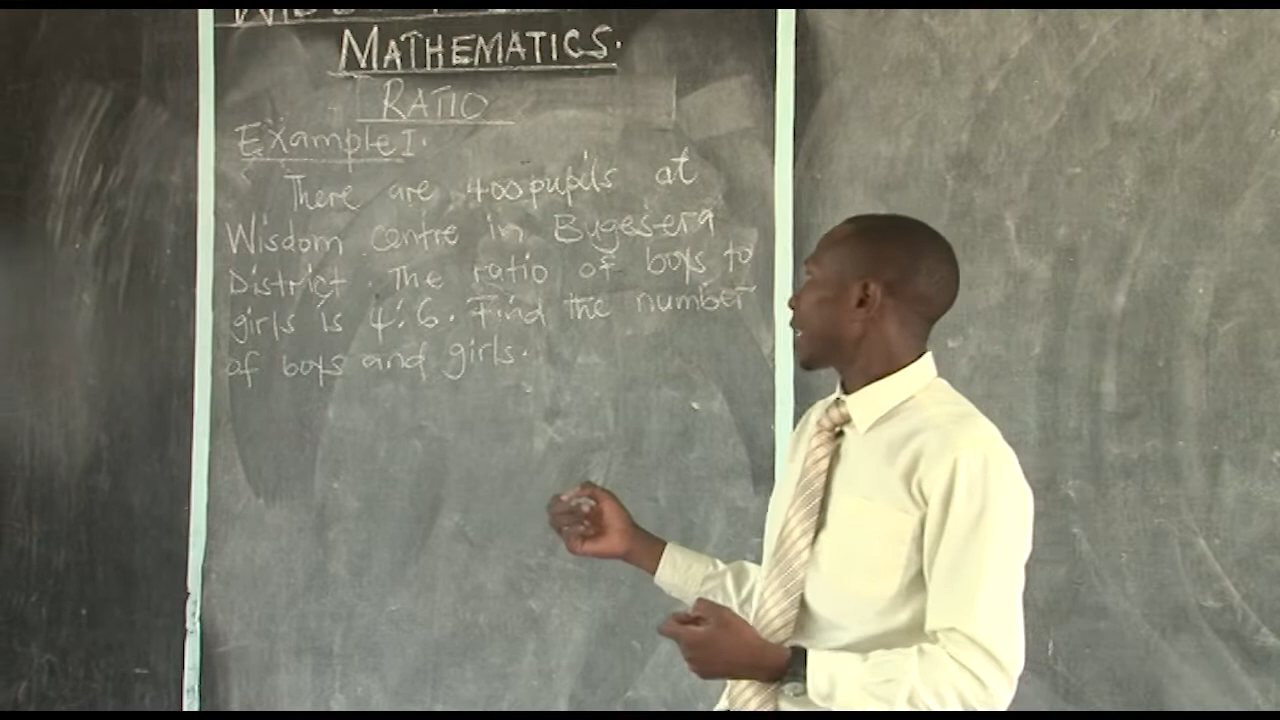 MATHEMATICS.
RATIO
Example I.
There are 400 pupils at
Wisdom centre in Bugesera
District. The ratio of boys to
girls is 4:6. Find the number
of boys and girls.